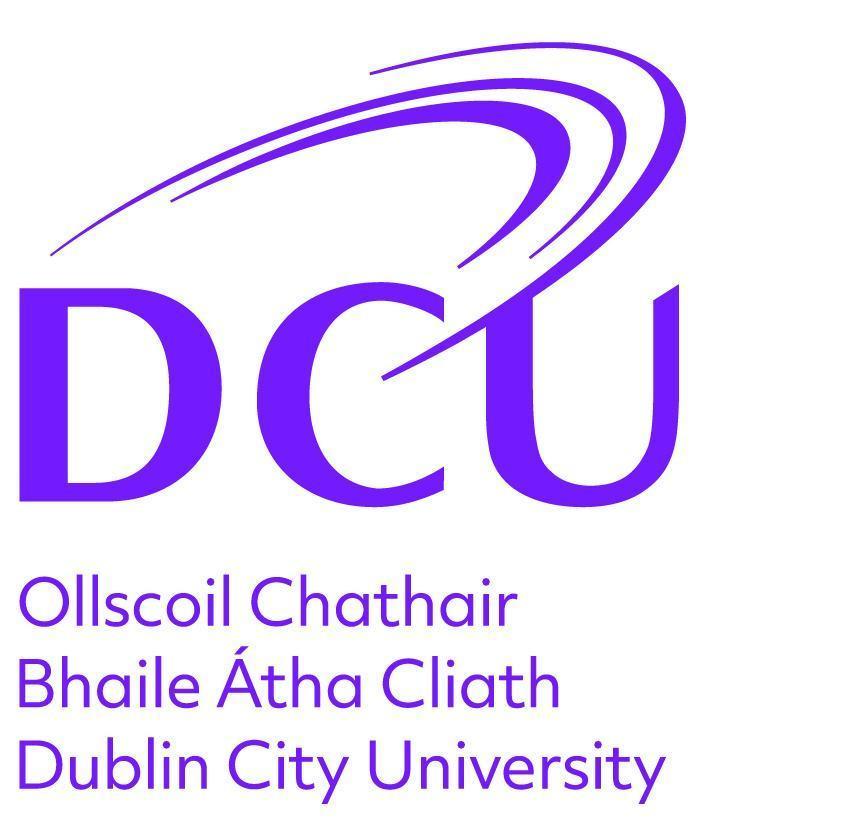 DCU
Ollscoil Chathair
Bhaile Átha Cliath
Dublin City University